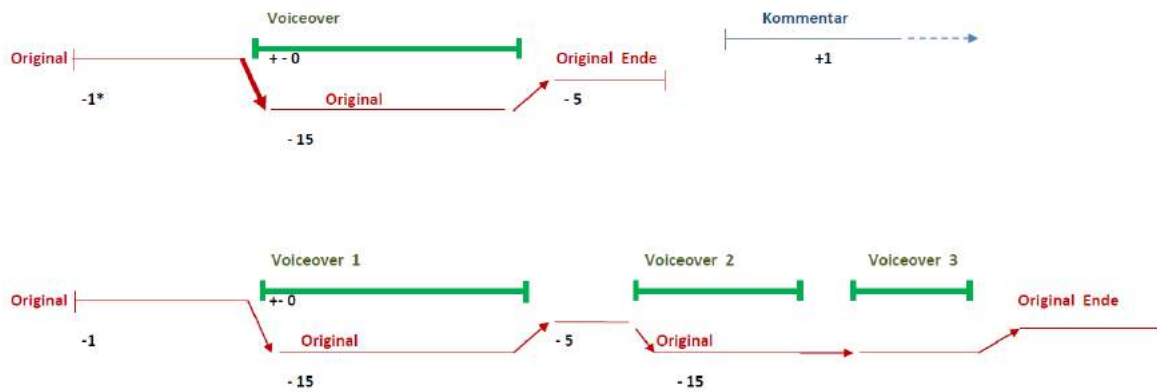 Voiceover
Kommentar
Original
+ - 0
Original Ende
+1
-1*
Original
- 5
- 15
Voiceover 1
Voiceover 2
Voiceover 3
Original
+- 0
Original Ende
-1
Original
- 5
Original
- 15
- 15